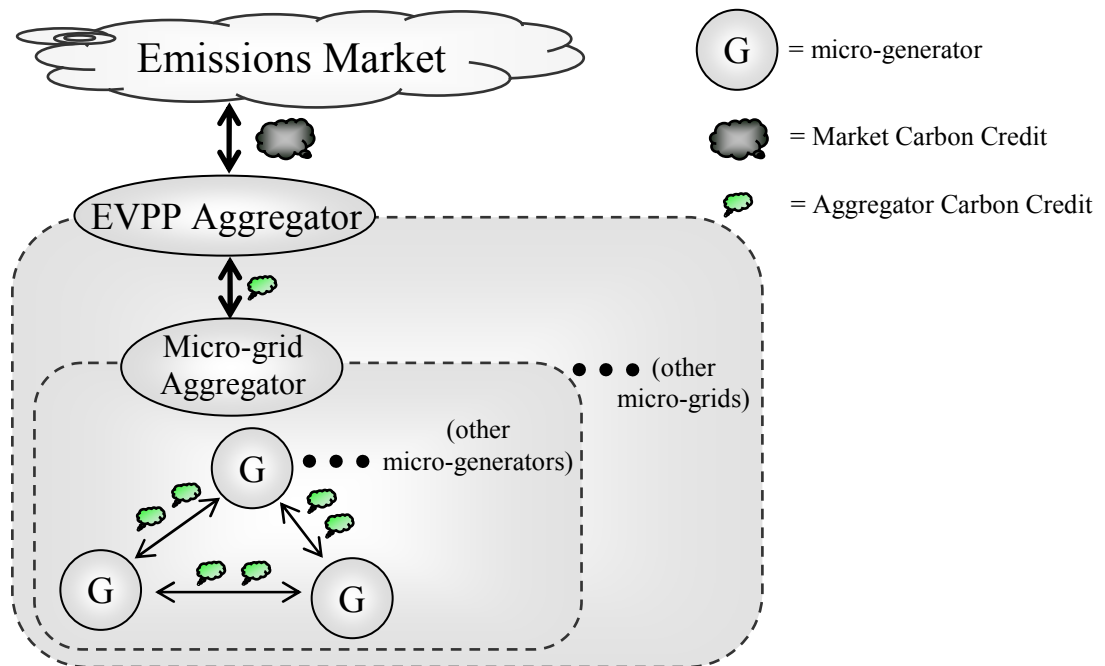 Emissions Market
G
= micro-generator
= Market Carbon Credit
= Aggregator Carbon Credit
EVPP Aggregator
Micro-grid
Aggregator
(other
micro-grids)
(other
micro-generators)
G
G
G